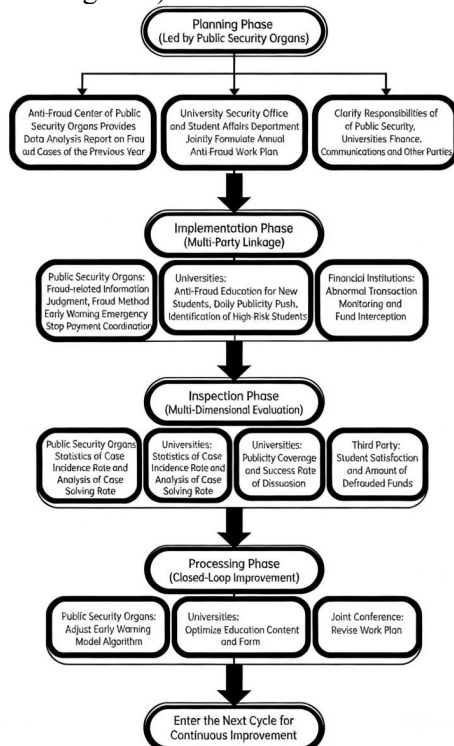 Planning Phase
(Led by Public Security Organs)
Anti-Fraud Center of Public
Security Organs Provides
Data Analysis Report on Frau
aid Cases of the Previous Year
University Security Office
and Student Affairs Department
Jointly Formulate Annual
Anti-Fraud Work Plan
Clarify Responsibilities of
of Public Security,
Universities Finance,
Communications and Other Parties
Implementation Phase
(Multi-Party Linkage)
Public Security Organs:
Fraud-related Information
Judgment, Fraud Method
Early Warning Emergency
Stop Payment Coordination
Universities:
Anti-Fraud Education for New
Students, Daily Publicity Push,
Identification of High-Risk Students
Financial Institutions:
Abnormal Transaction
Monitoring and
Fund Interception
Inspection Phase
(Multi-Dimensional Evaluation)
Public Security Organs
Statistics of Case
Incidence Rate and
Analysis of Case
Solving Rate
Universities:
Statistics of Case
Incidence Rate and
Analysis of Case
Solving Rate
Universities:
Publicity Coverage
and Success Rate
of Dissuasion
Third Party:
Student Satisfaction
and Amount of
Defrauded Funds
Processing Phase
(Closed-Loop Improvement)
Public Security Organs:
Adjust Early Warning
Model Algorithm
Universities:
Optimize Education Content
and Form
Joint Conference:
Revise Work Plan
Enter the Next Cycle for
Continuous Improvement